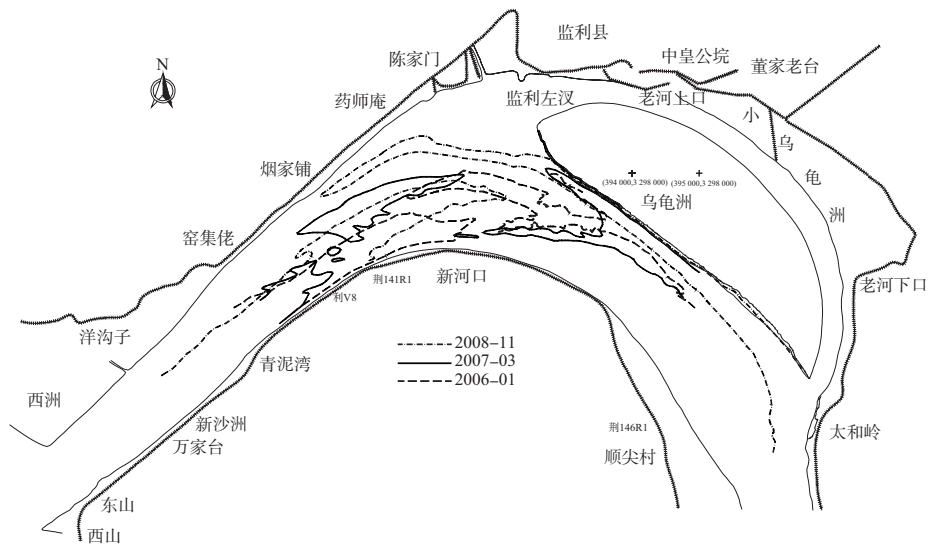 监利县
陈家门
中皇公垸
董家老台
N
药师庵
监利左汊
老河上口
小
乌
龟
洲
烟家铺
(394 000,3 298 000)
(395 000,3 298 000)
乌龟洲
窑集佬
新河口
荆141R1
老河下口
利V8
洋沟子
2008-11
青泥湾
2007-03
2006-01
西洲
新沙洲
荆146R1
太和岭
万家台
顺尖村
东山
西山